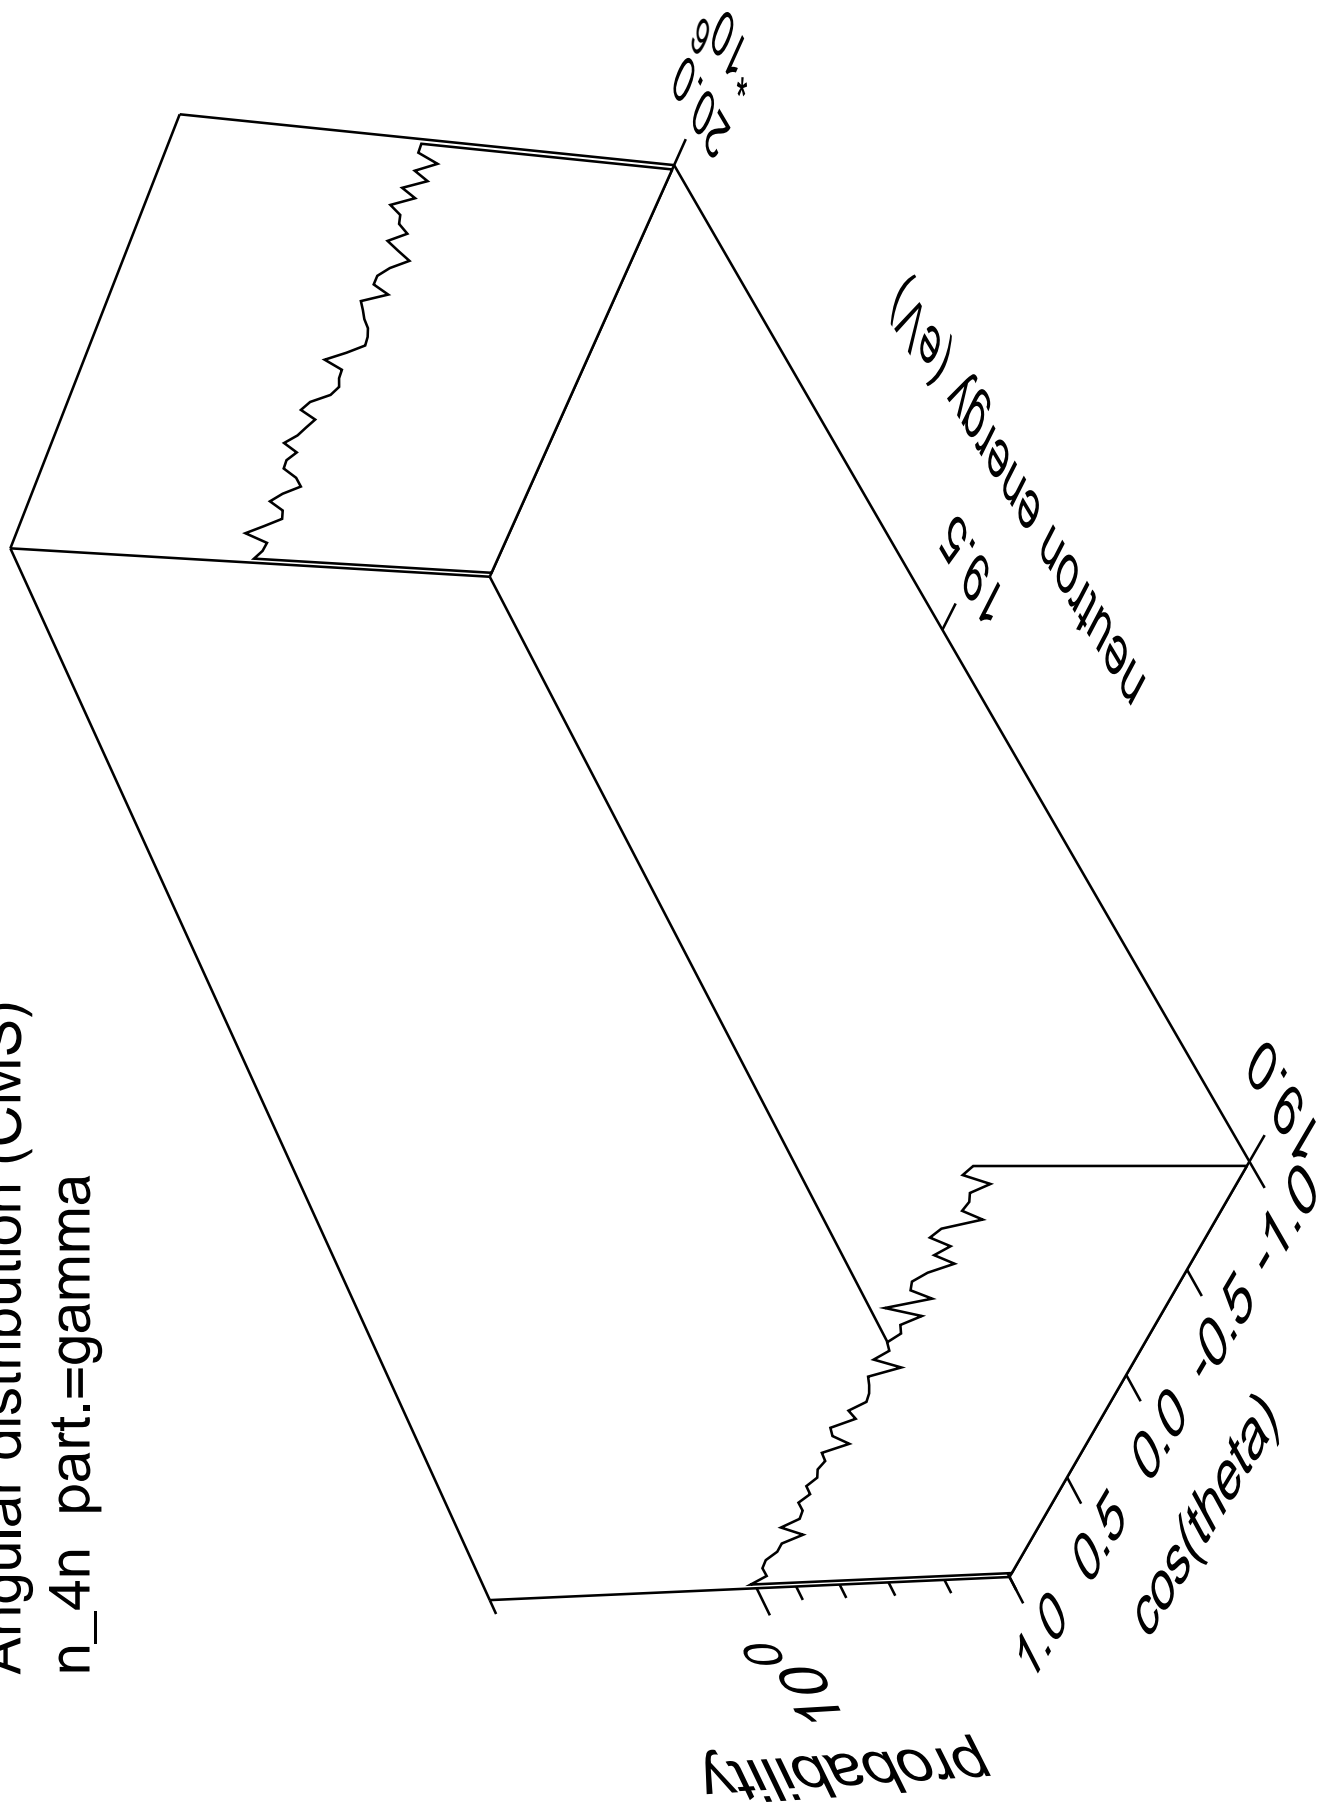 Angular distribution (CMS)
n_4n part.=gamma
probability
10^0
1.0
0.5
0.0
-0.5
-1.0
cos(theta)
19.0
19.5
20.0
*10^6
neutron energy (eV)